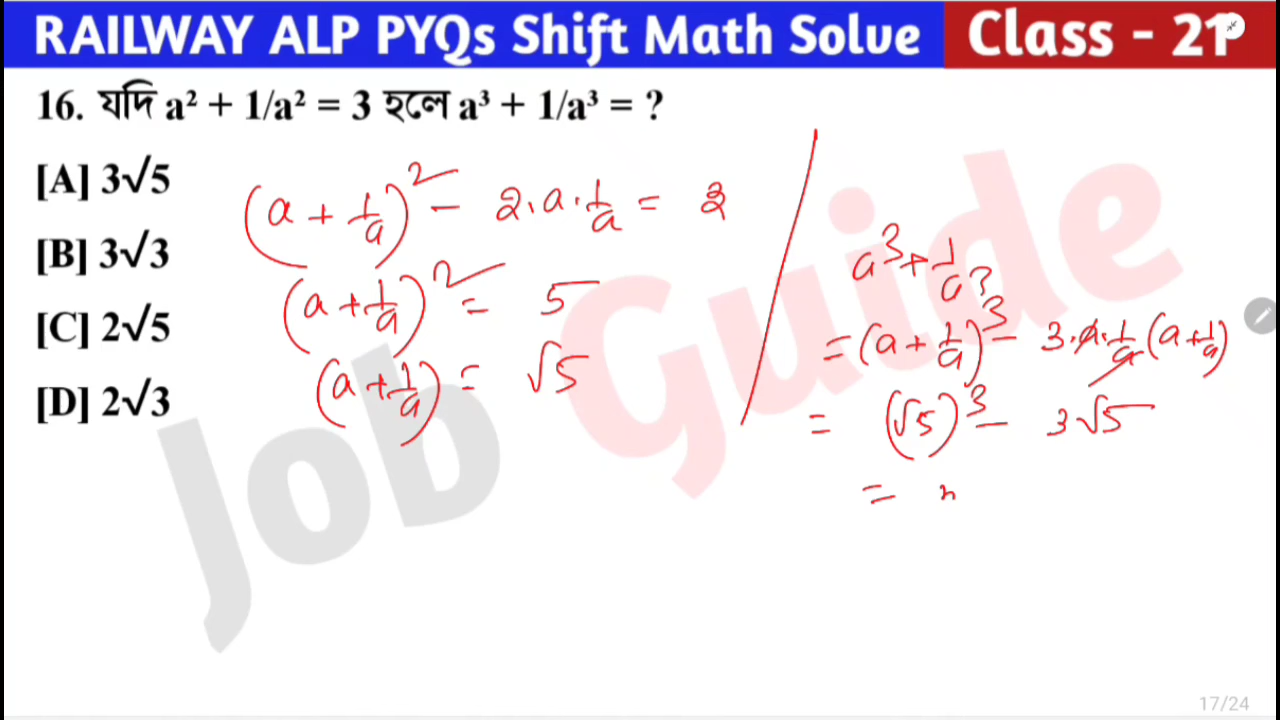 RAILWAY ALP PYQs Shift Math Solve Class - 21
16. যদি a² + 1/a² = 3 হলে a³ + 1/a³ = ?
[A] 3√5
[B] 3√3
[C] 2√5
[D] 2√3
(a + 1/a)² - 2.a.1/a = 3
(a + 1/a)² = 5
(a + 1/a) = √5
a³ + 1/a³
= (a + 1/a)³ - 3.a.1/a (a + 1/a)
= (√5)³ - 3√5
=
Job Guide
17/24